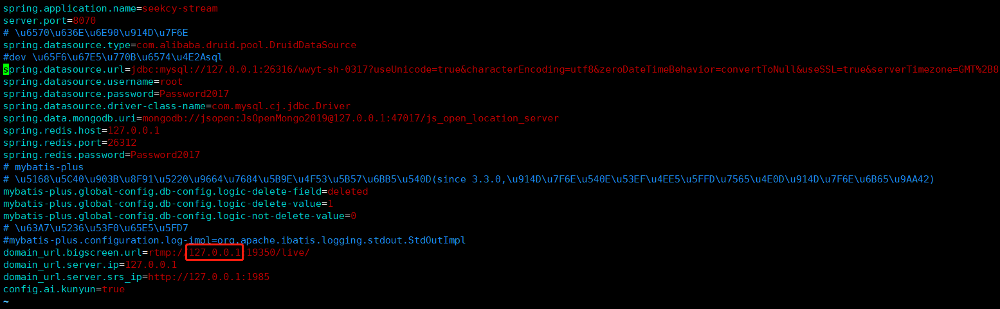 spring.application.name=seekcy-stream
server.port=8070
# \u6570\u636E\u6E90\u914D\u7F6E
spring.datasource.type=com.alibaba.druid.pool.DruidDataSource
#dev \u65F6\u67E5\u770B\u6574\u4E2Asql
spring.datasource.url=jdbc:mysql://127.0.0.1:26316/wwyt-sh-0317?useUnicode=true&characterEncoding=utf8&zeroDateTimeBehavior=convertToNull&useSSL=true&serverTimezone=GMT%2B8
spring.datasource.username=root
spring.datasource.password=Password2017
spring.datasource.driver-class-name=com.mysql.cj.jdbc.Driver
spring.data.mongodb.uri=mongodb://jsopen:JsOpenMongo2019@127.0.0.1:47017/js_open_location_server
spring.redis.host=127.0.0.1
spring.redis.port=26312
spring.redis.password=Password2017
# mybatis-plus
# \u5168\u5C40\u903B\u8F91\u5220\u9664\u7684\u5B9E\u4F53\u5B57\u6BB5\u540D(since 3.3.0,\u914D\u7F6E\u540E\u53EF\u4EE5\u5FFD\u7565\u4E0D\u914D\u7F6E\u6B65\u9AA42)
mybatis-plus.global-config.db-config.logic-delete-field=deleted
mybatis-plus.global-config.db-config.logic-delete-value=1
mybatis-plus.global-config.db-config.logic-not-delete-value=0
# \u63A7\u5236\u53F0\u65E5\u5FD7
#mybatis-plus.configuration.log-impl=org.apache.ibatis.logging.stdout.StdOutImpl
domain_url.bigscreen.url=rtmp://127.0.0.1:19350/live/
domain_url.server.ip=127.0.0.1
domain_url.server.srs_ip=http://127.0.0.1:1985
config.ai.kunyun=true
~